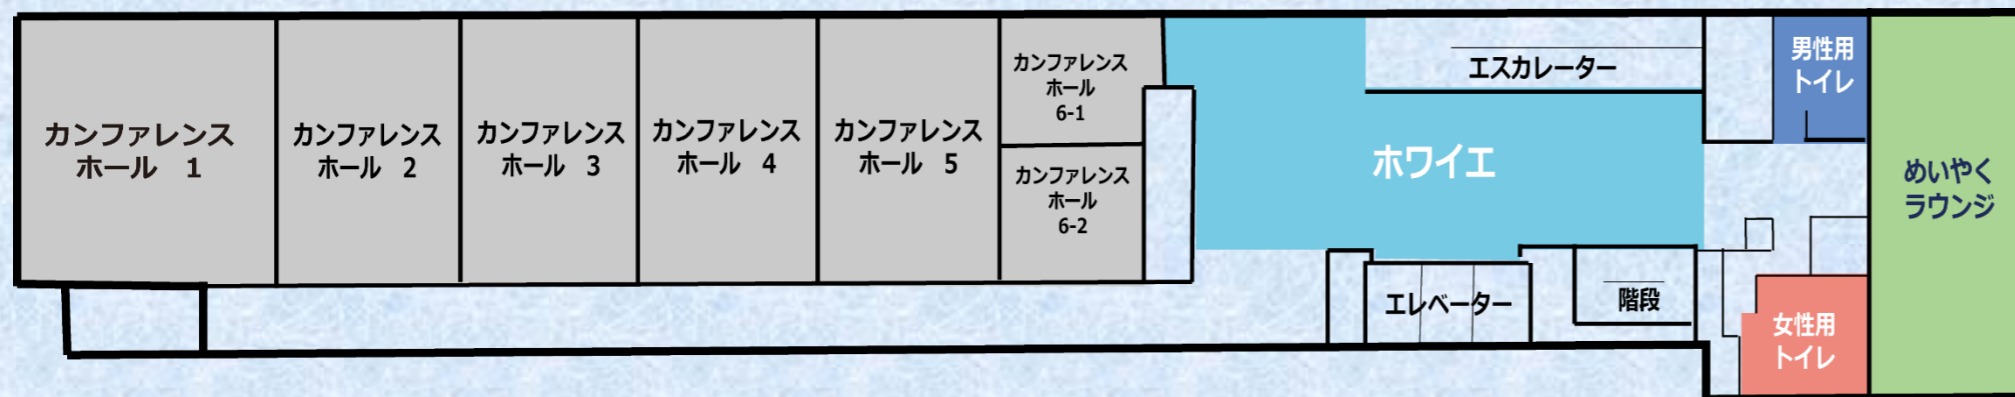 カンファレンス
ホール 1
カンファレンス
ホール 2
カンファレンス
ホール 3
カンファレンス
ホール 4
カンファレンス
ホール 5
カンファレンス
ホール
6-1
カンファレンス
ホール
6-2
ホワイエ
エスカレーター
エレベーター
階段
男性用
トイレ
女性用
トイレ
めいやく
ラウンジ